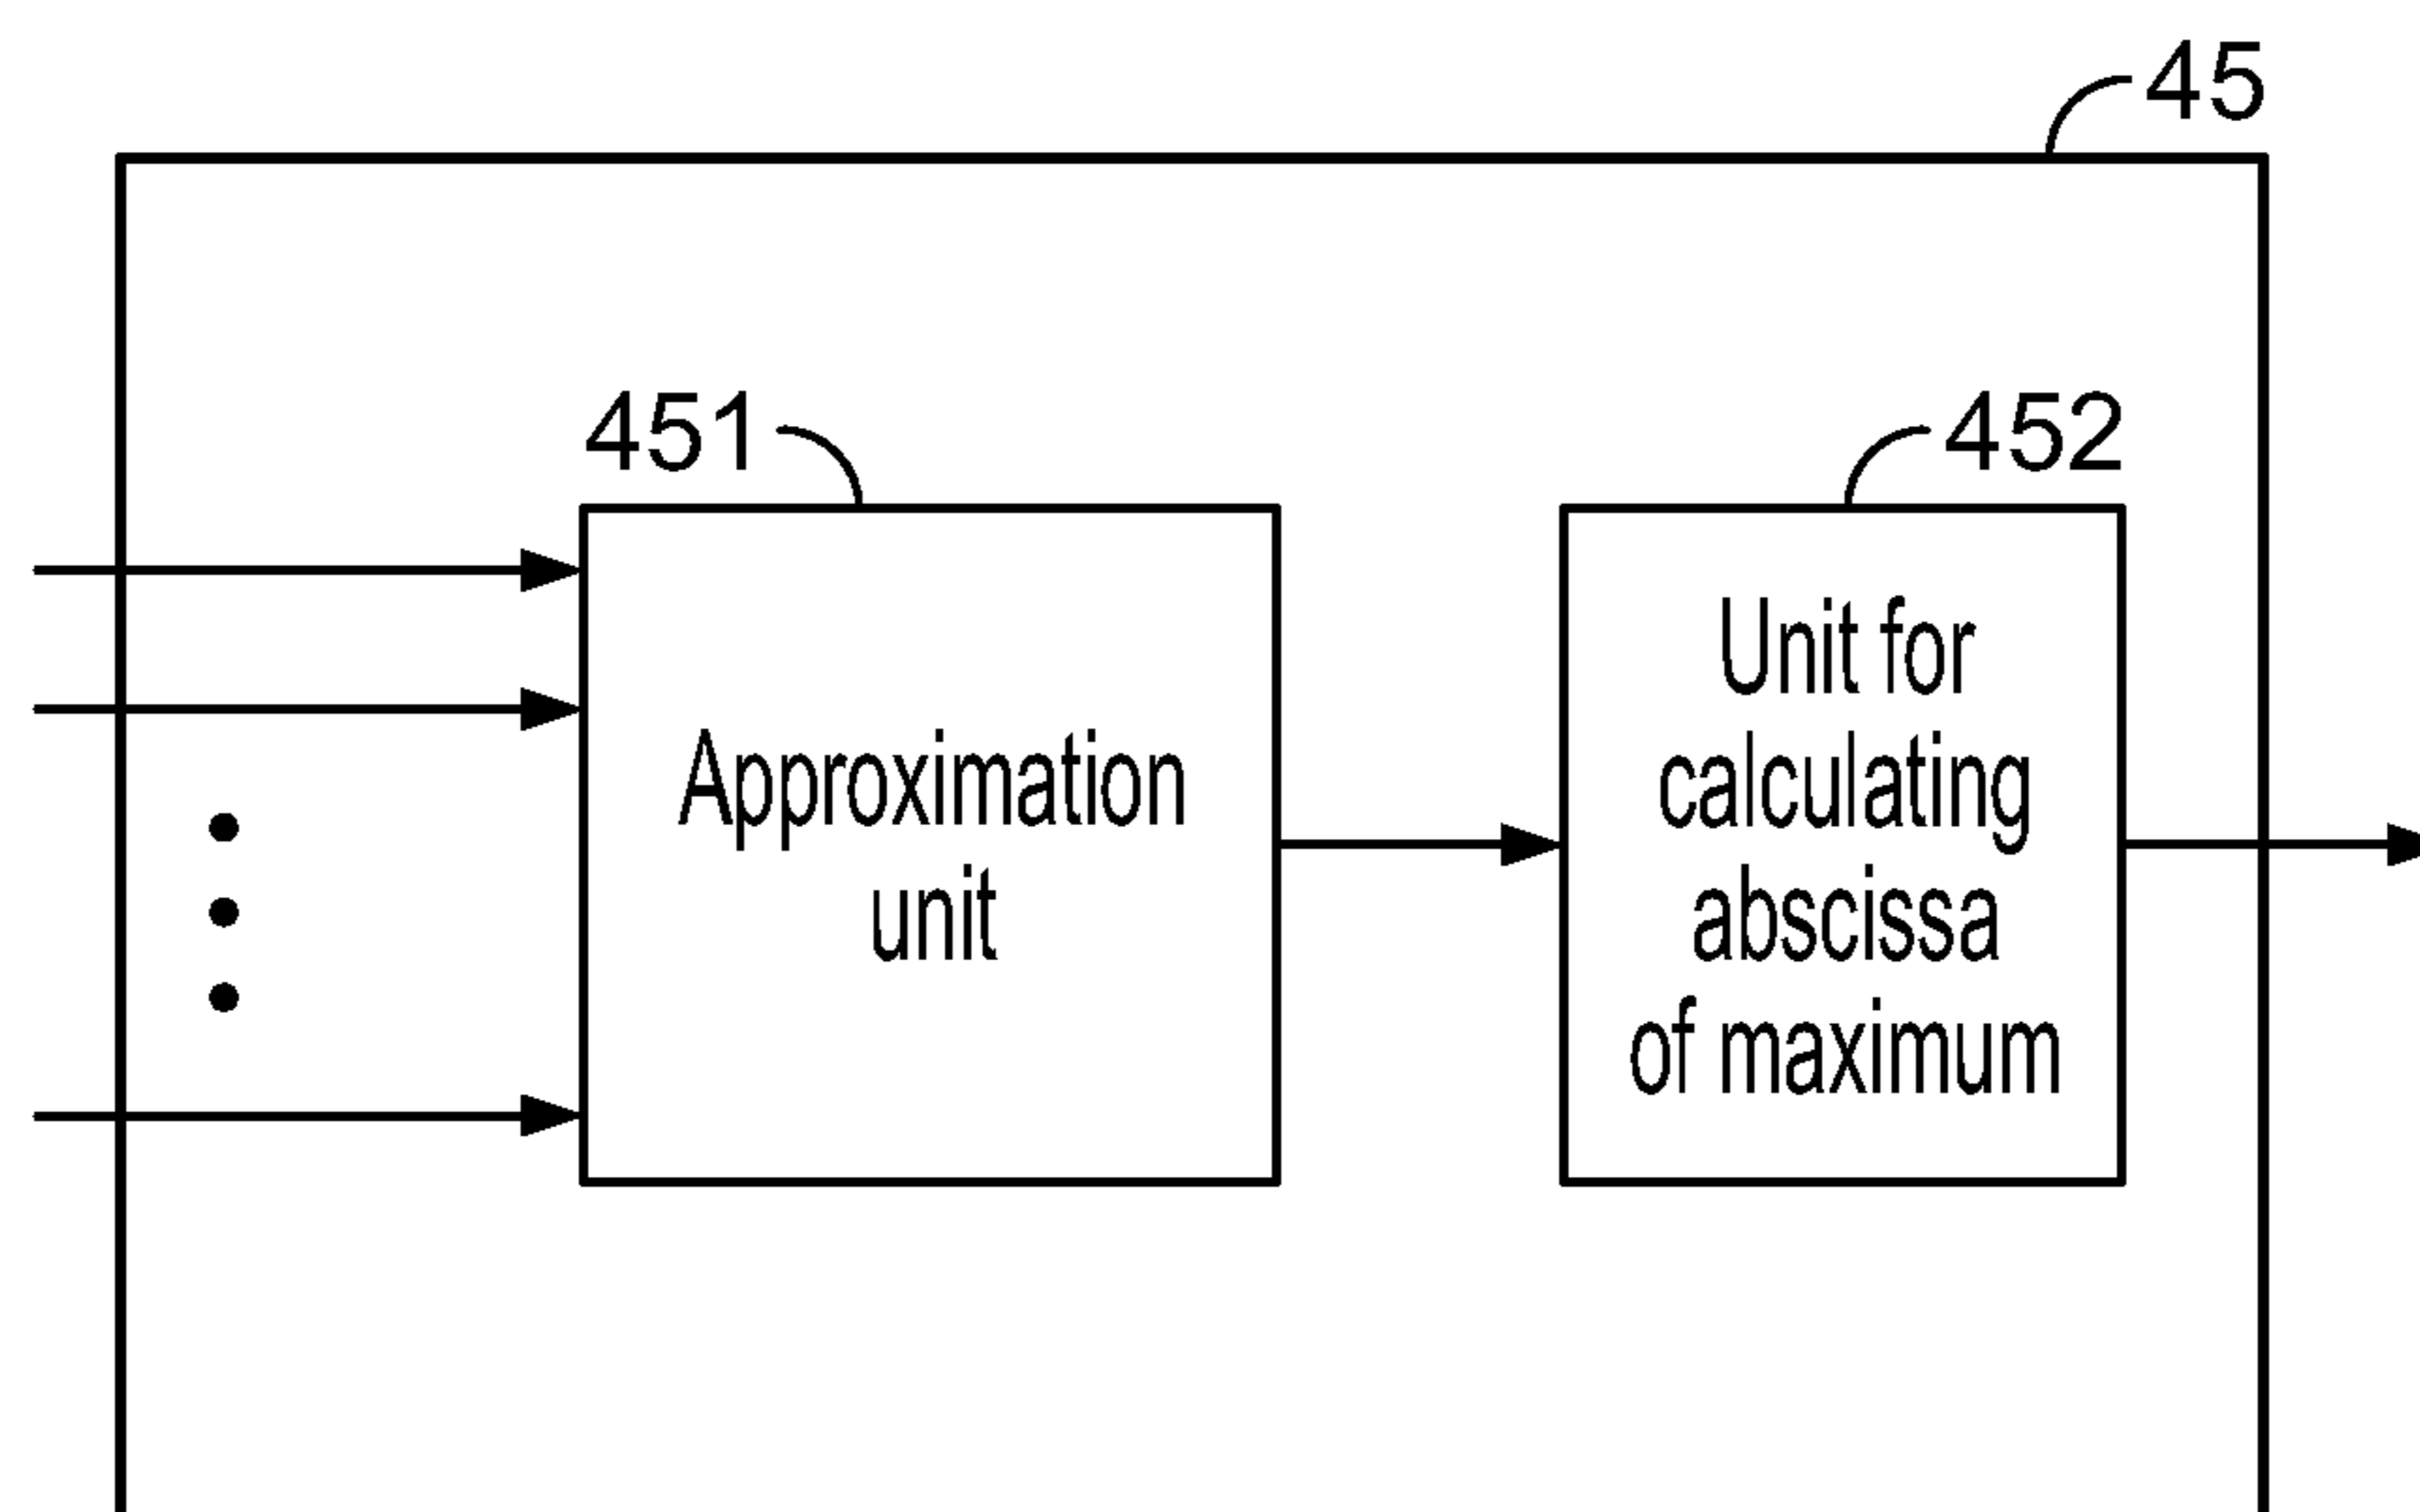 45
451
452
Approximation
unit
Unit for
calculating
abscissa
of maximum